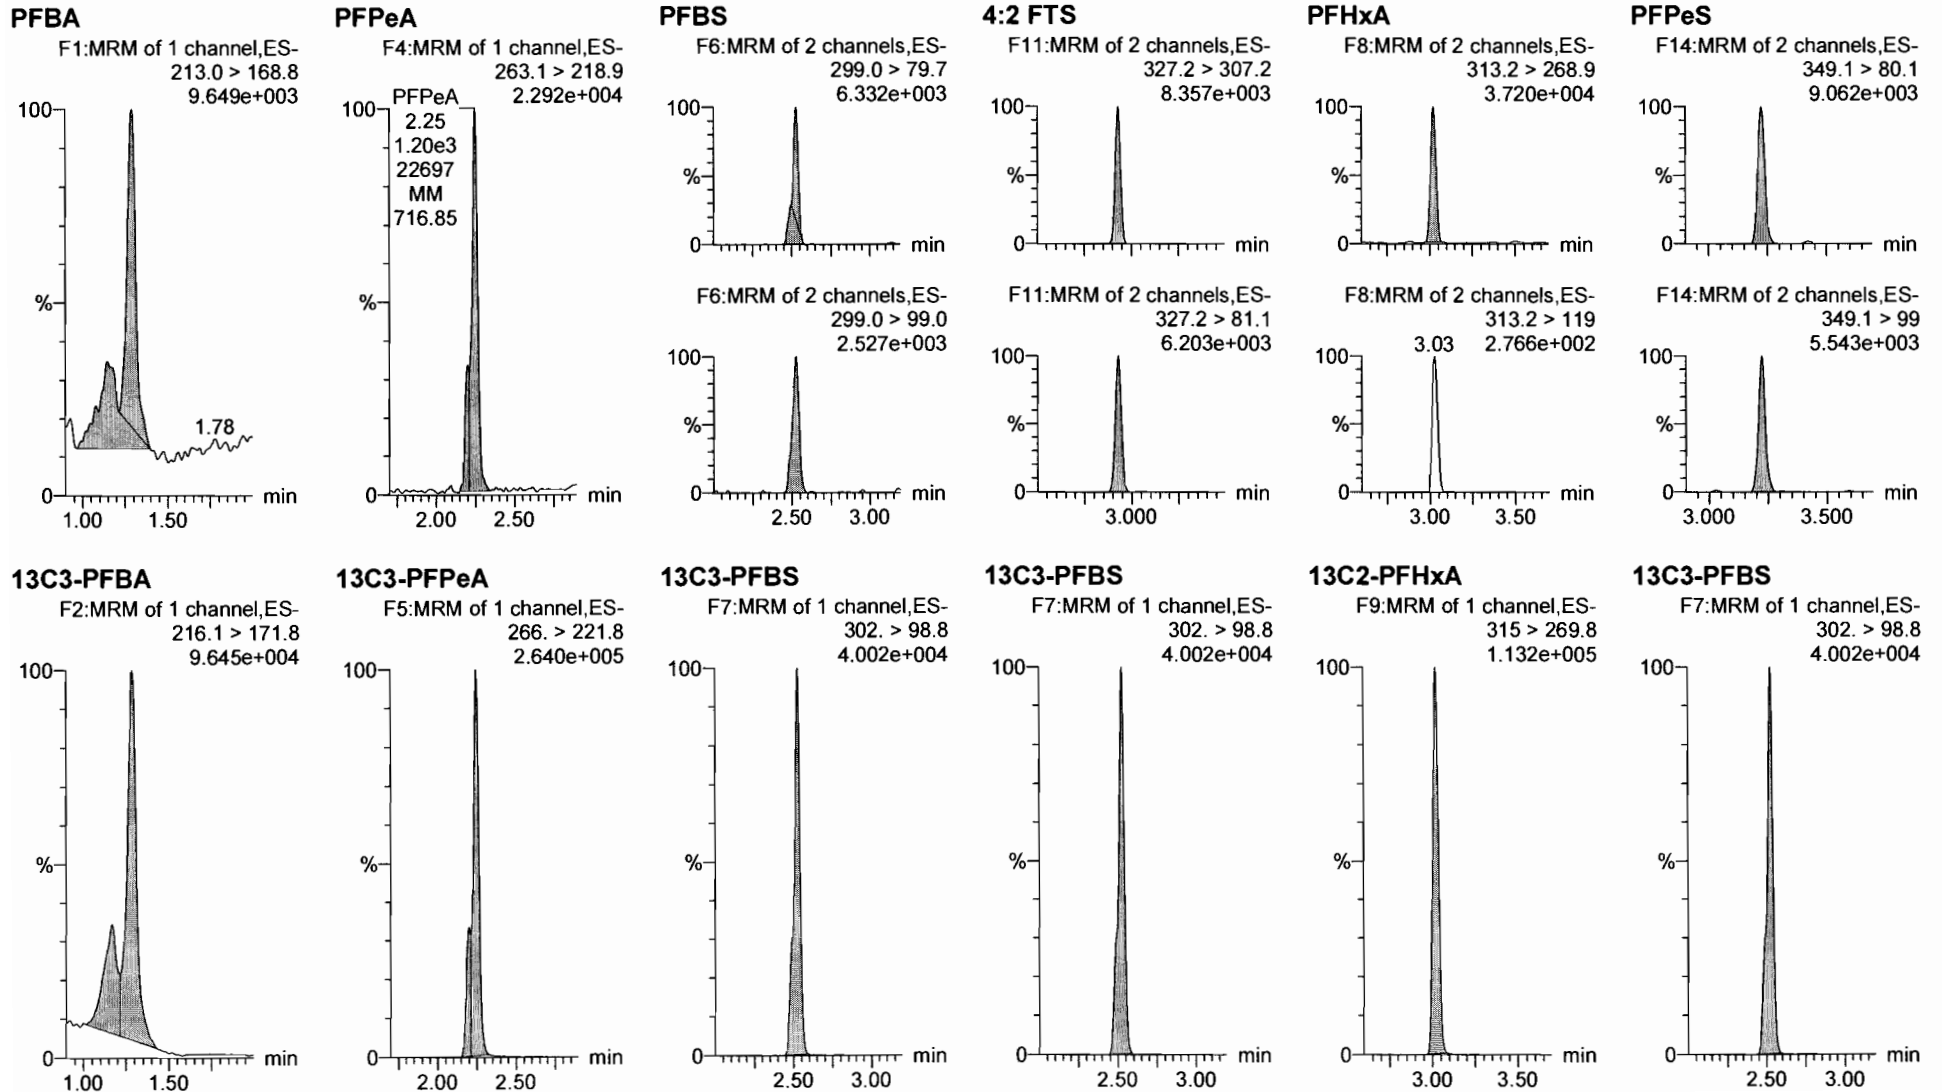 PFBA
F1:MRM of 1 channel,ES-
213.0 > 168.8
9.649e+003
100
%
1.78
0
min
1.00 1.50
PFPeA
F4:MRM of 1 channel,ES-
263.1 > 218.9
2.292e+004
PFPeA
2.25
1.20e3
22697
MM
716.85
100
%
0
min
2.00 2.50
PFBS
F6:MRM of 2 channels,ES-
299.0 > 79.7
6.332e+003
100
%
0
min
F6:MRM of 2 channels,ES-
299.0 > 99.0
2.527e+003
100
%
0
min
2.50 3.00
4:2 FTS
F11:MRM of 2 channels,ES-
327.2 > 307.2
8.357e+003
100
%
0
min
F11:MRM of 2 channels,ES-
327.2 > 81.1
6.203e+003
100
%
0
min
3.000
PFHxA
F8:MRM of 2 channels,ES-
313.2 > 268.9
3.720e+004
100
%
0
min
F8:MRM of 2 channels,ES-
313.2 > 119
3.03 2.766e+002
100
%
0
min
3.00 3.50
PFPeS
F14:MRM of 2 channels,ES-
349.1 > 80.1
9.062e+003
100
%
0
min
F14:MRM of 2 channels,ES-
349.1 > 99
5.543e+003
100
%
0
min
3.000 3.500
13C3-PFBA
F2:MRM of 1 channel,ES-
216.1 > 171.8
9.645e+004
100
%
0
min
1.00 1.50
13C3-PFPeA
F5:MRM of 1 channel,ES-
266. > 221.8
2.640e+005
100
%
0
min
2.00 2.50
13C3-PFBS
F7:MRM of 1 channel,ES-
302. > 98.8
4.002e+004
100
%
0
min
2.50 3.00
13C3-PFBS
F7:MRM of 1 channel,ES-
302. > 98.8
4.002e+004
100
%
0
min
2.50 3.00
13C2-PFHxA
F9:MRM of 1 channel,ES-
315 > 269.8
1.132e+005
100
%
0
min
3.00 3.50
13C3-PFBS
F7:MRM of 1 channel,ES-
302. > 98.8
4.002e+004
100
%
0
min
2.50 3.00